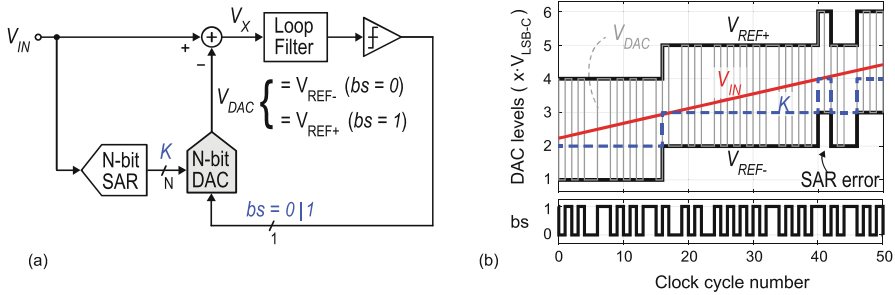 V_IN
+
−
V_X
Loop
Filter
V_DAC
= V_REF- (bs = 0)
= V_REF+ (bs = 1)
N-bit
SAR
K
N
N-bit
DAC
bs = 0|1
1
(a)
DAC levels ( x·V_LSB-C)
6
5
4
3
2
1
V_DAC
V_REF+
V_IN
K
V_REF-
SAR error
bs
1
0
0 10 20 30 40 50
Clock cycle number
(b)